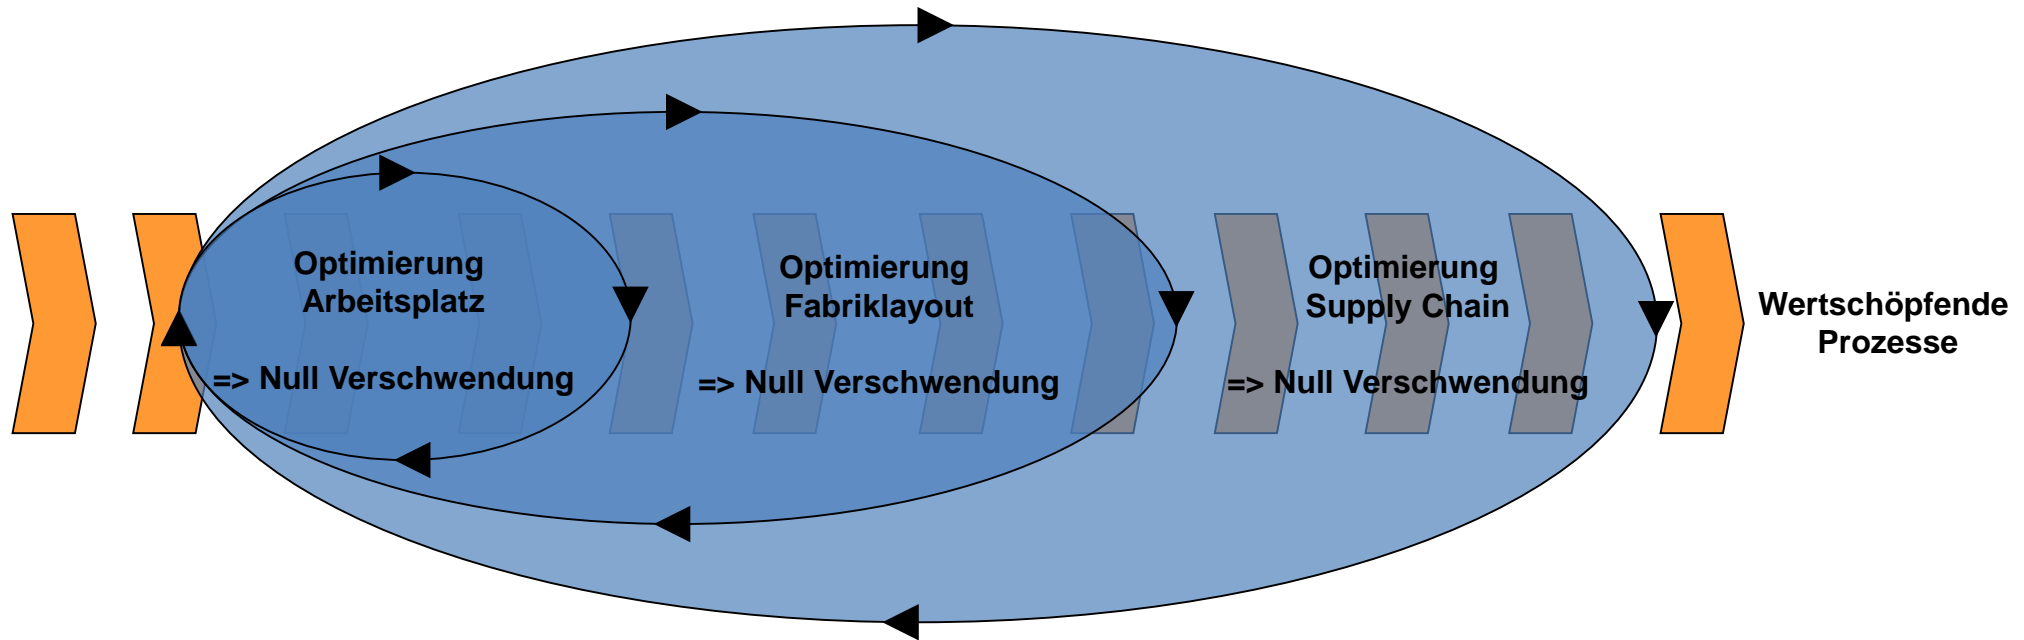 Optimierung
Arbeitsplatz
=> Null Verschwendung
Optimierung
Fabriklayout
=> Null Verschwendung
Optimierung
Supply Chain
=> Null Verschwendung
Wertschöpfende
Prozesse